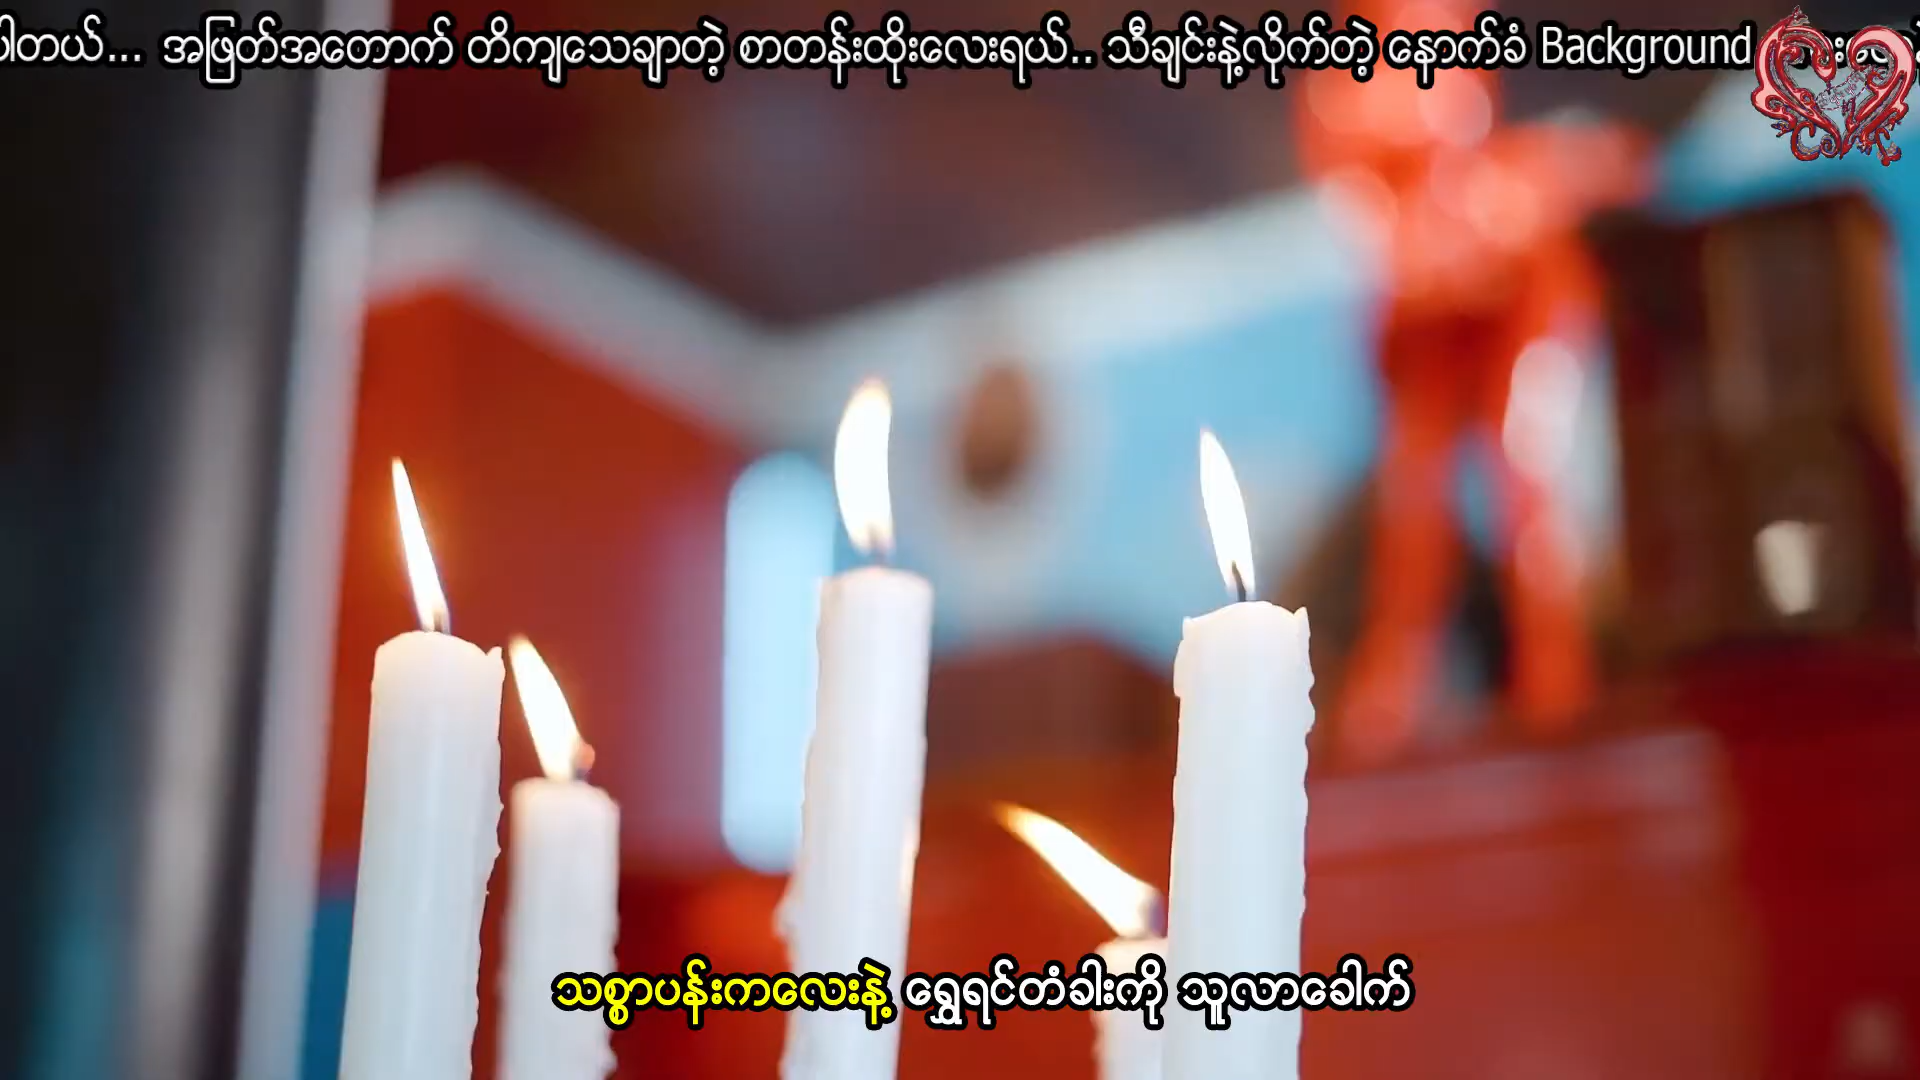 ပါတယ်... အဖြတ်အတောက် တိကျသေချာတဲ့ စာတန်းထိုးလေးရယ်.. သီချင်းနဲ့လိုက်တဲ့ နောက်ခံ Background
သစ္စာပန်းကလေးနဲ့ ရွှေရင်တံခါးကို သူလာခေါက်